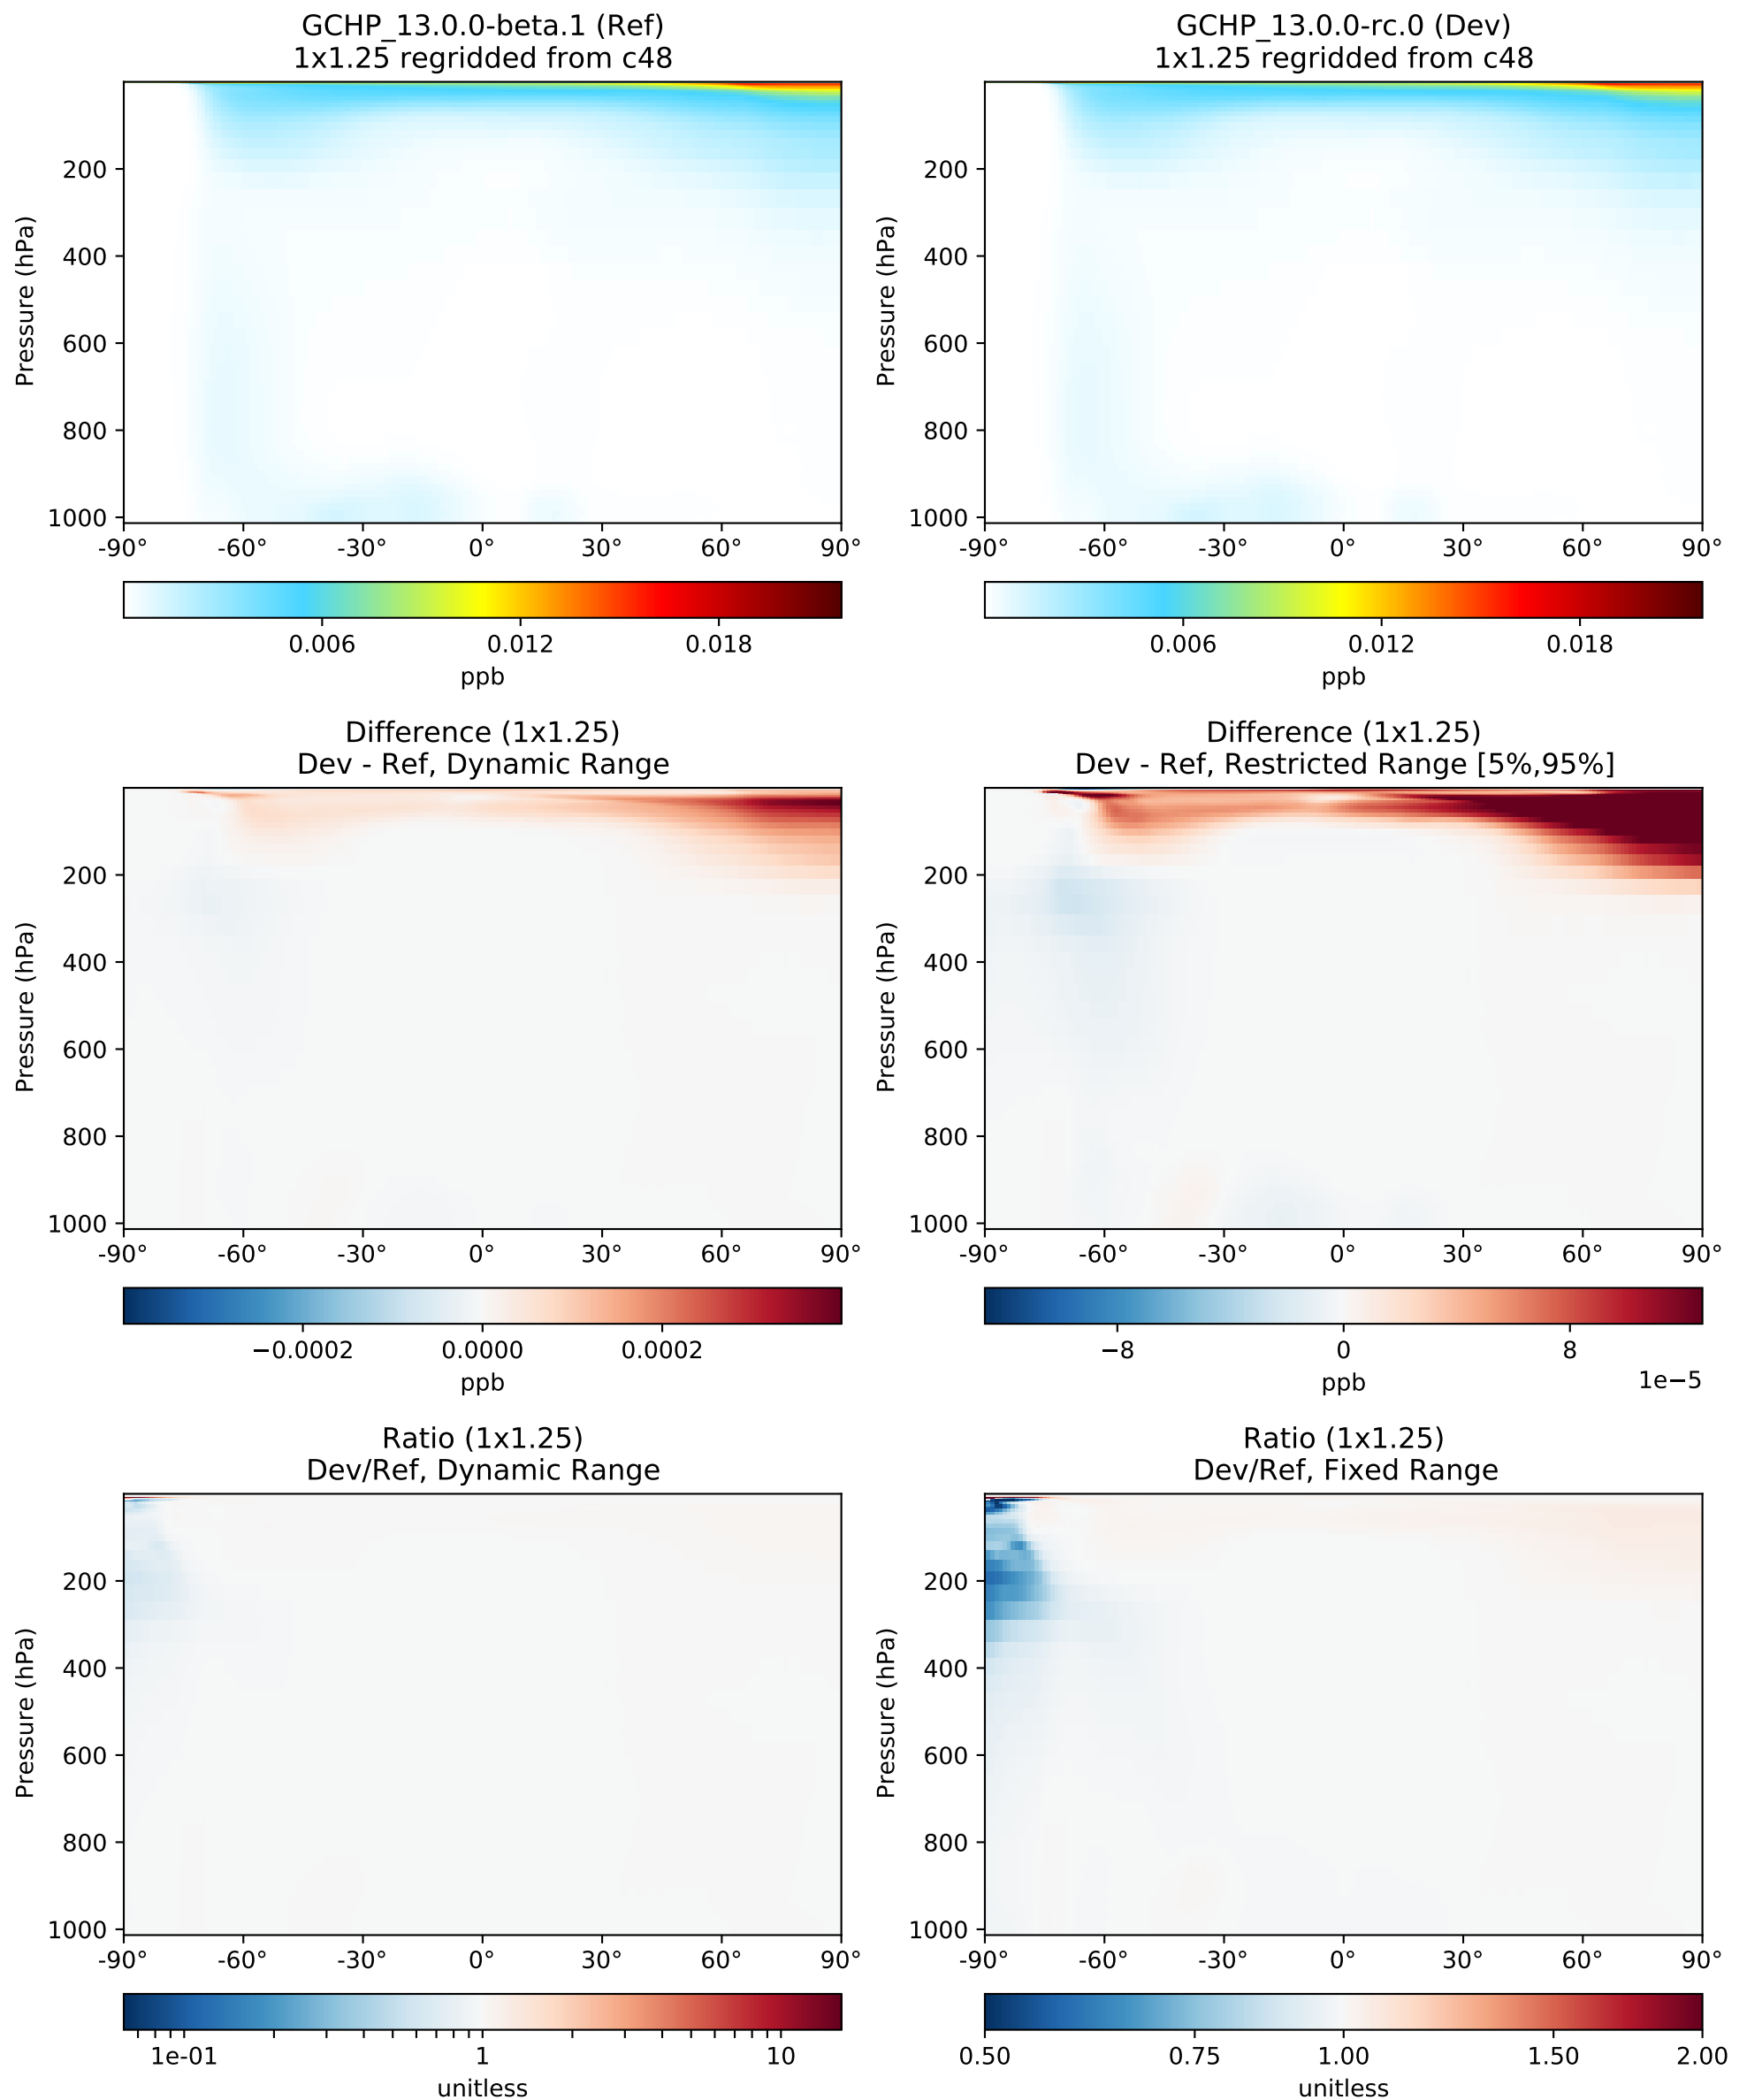 GCHP_13.0.0-beta.1 (Ref)
1x1.25 regridded from c48
Pressure (hPa)
200
400
600
800
1000
-90° -60° -30° 0° 30° 60° 90°
0.006 0.012 0.018
ppb
GCHP_13.0.0-rc.0 (Dev)
1x1.25 regridded from c48
Pressure (hPa)
200
400
600
800
1000
-90° -60° -30° 0° 30° 60° 90°
0.006 0.012 0.018
ppb
Difference (1x1.25)
Dev - Ref, Dynamic Range
Pressure (hPa)
200
400
600
800
1000
-90° -60° -30° 0° 30° 60° 90°
−0.0002 0.0000 0.0002
ppb
Difference (1x1.25)
Dev - Ref, Restricted Range [5%,95%]
Pressure (hPa)
200
400
600
800
1000
-90° -60° -30° 0° 30° 60° 90°
−8 0 8
ppb
1e−5
Ratio (1x1.25)
Dev/Ref, Dynamic Range
Pressure (hPa)
200
400
600
800
1000
-90° -60° -30° 0° 30° 60° 90°
1e-01 1 10
unitless
Ratio (1x1.25)
Dev/Ref, Fixed Range
Pressure (hPa)
200
400
600
800
1000
-90° -60° -30° 0° 30° 60° 90°
0.50 0.75 1.00 1.50 2.00
unitless